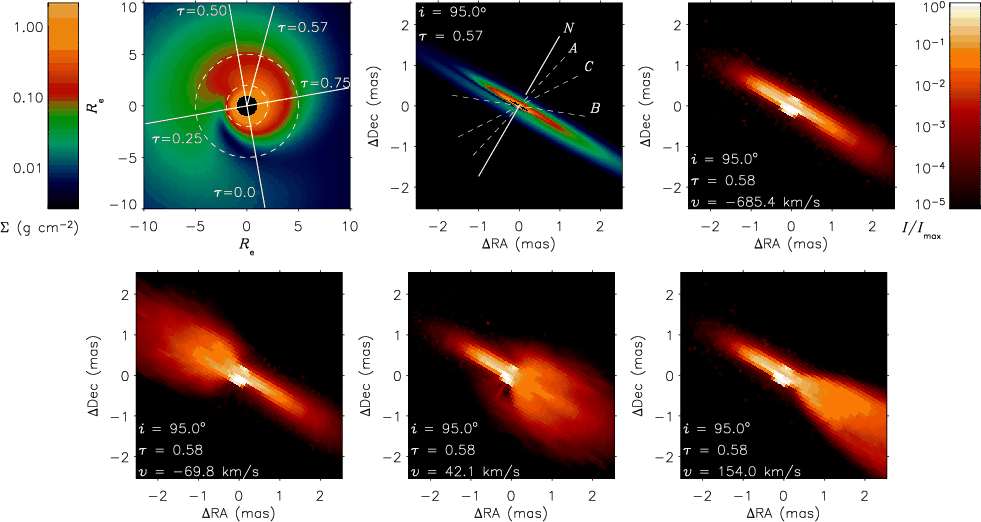 1.00
0.10
0.01
Σ (g cm⁻²)
10
5
0
−5
−10
R_e
τ=0.50
τ=0.57
τ=0.75
τ=0.25
τ=0.0
−10 −5 0 5 10
R_e
i = 95.0°
τ = 0.57
N
A
C
B
2
1
0
−1
−2
ΔDec (mas)
−2 −1 0 1 2
ΔRA (mas)
2
1
0
−1
−2
ΔDec (mas)
i = 95.0°
τ = 0.58
v = −685.4 km/s
−2 −1 0 1 2
ΔRA (mas)
10⁰
10⁻¹
10⁻²
10⁻³
10⁻⁴
10⁻⁵
I/I_max
2
1
0
−1
−2
ΔDec (mas)
i = 95.0°
τ = 0.58
v = −69.8 km/s
−2 −1 0 1 2
ΔRA (mas)
2
1
0
−1
−2
ΔDec (mas)
i = 95.0°
τ = 0.58
v = 42.1 km/s
−2 −1 0 1 2
ΔRA (mas)
2
1
0
−1
−2
ΔDec (mas)
i = 95.0°
τ = 0.58
v = 154.0 km/s
−2 −1 0 1 2
ΔRA (mas)